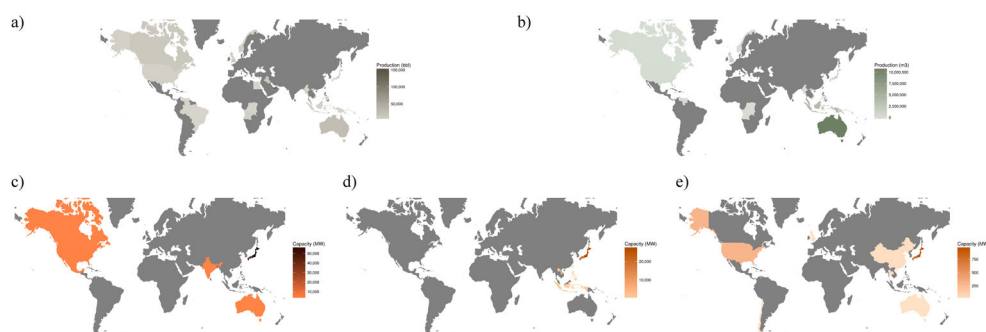 a)
b)
Production (bbl)
150,000
100,000
50,000
Production (m3)
10,000,000
7,500,000
5,000,000
2,500,000
0
c)
d)
e)
Capacity (MW)
50,000
40,000
30,000
20,000
10,000
Capacity (MW)
20,000
10,000
Capacity (MW
750
500
250